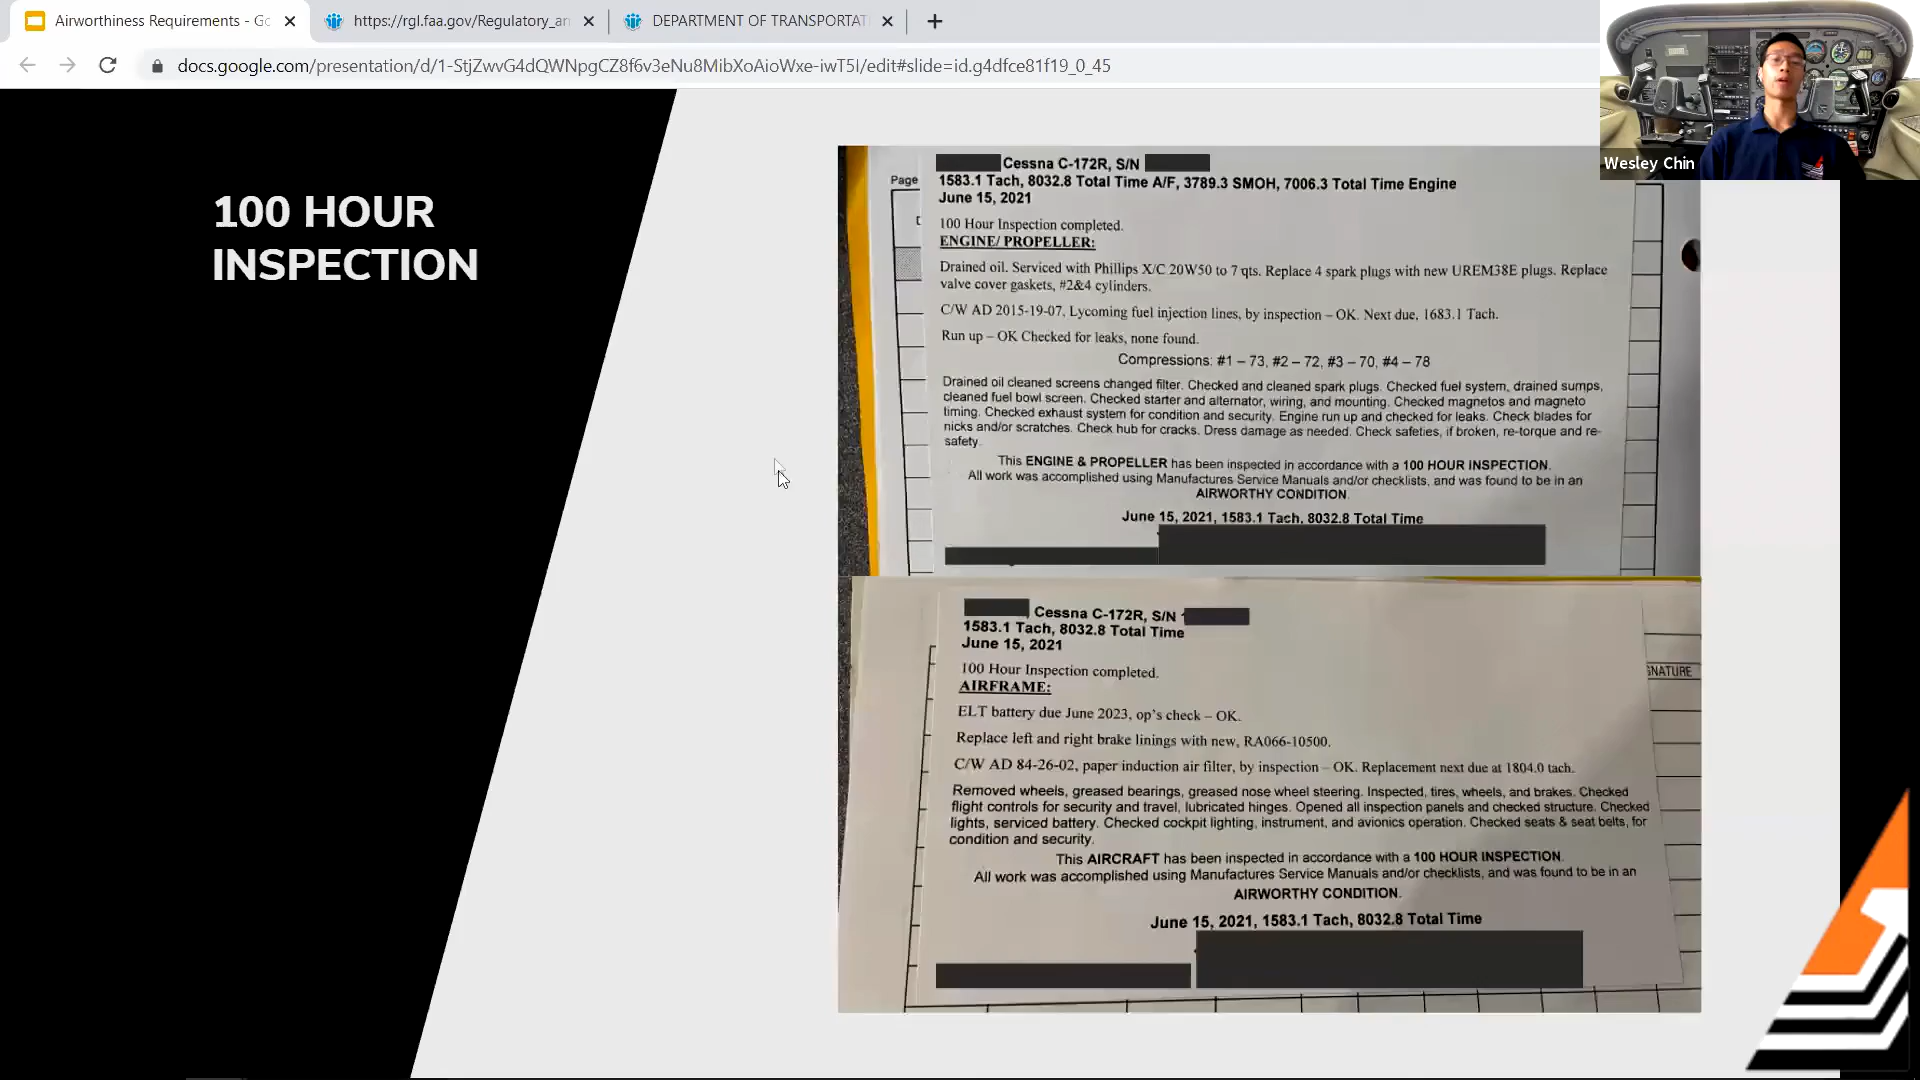 Airworthiness Requirements - Go
https://rgl.faa.gov/Regulatory_an
DEPARTMENT OF TRANSPORTATI
docs.google.com/presentation/d/1-StjZwvG4dQWNpgCZ8f6v3eNu8MibXoAioWxe-iwT5I/edit#slide=id.g4dfce81f19_0_45
Wesley Chin
100 HOUR
INSPECTION
Page
Cessna C-172R, S/N
1583.1 Tach, 8032.8 Total Time A/F, 3789.3 SMOH, 7006.3 Total Time Engine
June 15, 2021
100 Hour Inspection completed.
ENGINE/ PROPELLER:
Drained oil. Serviced with Phillips X/C 20W50 to 7 qts. Replace 4 spark plugs with new UREM38E plugs. Replace
valve cover gaskets, #2&4 cylinders.
C/W AD 2015-19-07, Lycoming fuel injection lines, by inspection – OK. Next due, 1683.1 Tach.
Run up – OK Checked for leaks, none found.
Compressions: #1 – 73, #2 – 72, #3 – 70, #4 – 78
Drained oil cleaned screens changed filter. Checked and cleaned spark plugs. Checked fuel system, drained sumps,
cleaned fuel bowl screen. Checked starter and alternator, wiring, and mounting. Checked magnetos and magneto
timing. Checked exhaust system for condition and security. Engine run up and checked for leaks. Check blades for
nicks and/or scratches. Check hub for cracks. Dress damage as needed. Check safeties, if broken, re-torque and re-
safety.
This ENGINE & PROPELLER has been inspected in accordance with a 100 HOUR INSPECTION.
All work was accomplished using Manufactures Service Manuals and/or checklists, and was found to be in an
AIRWORTHY CONDITION.
June 15, 2021, 1583.1 Tach, 8032.8 Total Time
Cessna C-172R, S/N
1583.1 Tach, 8032.8 Total Time
June 15, 2021
100 Hour Inspection completed.
AIRFRAME:
GNATURE
ELT battery due June 2023, op's check – OK.
Replace left and right brake linings with new, RA066-10500.
C/W AD 84-26-02, paper induction air filter, by inspection – OK. Replacement next due at 1804.0 tach.
Removed wheels, greased bearings, greased nose wheel steering. Inspected, tires, wheels, and brakes. Checked
flight controls for security and travel, lubricated hinges. Opened all inspection panels and checked structure. Checked
lights, serviced battery. Checked cockpit lighting, instrument, and avionics operation. Checked seats & seat belts, for
condition and security.
This AIRCRAFT has been inspected in accordance with a 100 HOUR INSPECTION.
All work was accomplished using Manufactures Service Manuals and/or checklists, and was found to be in an
AIRWORTHY CONDITION.
June 15, 2021, 1583.1 Tach, 8032.8 Total Time